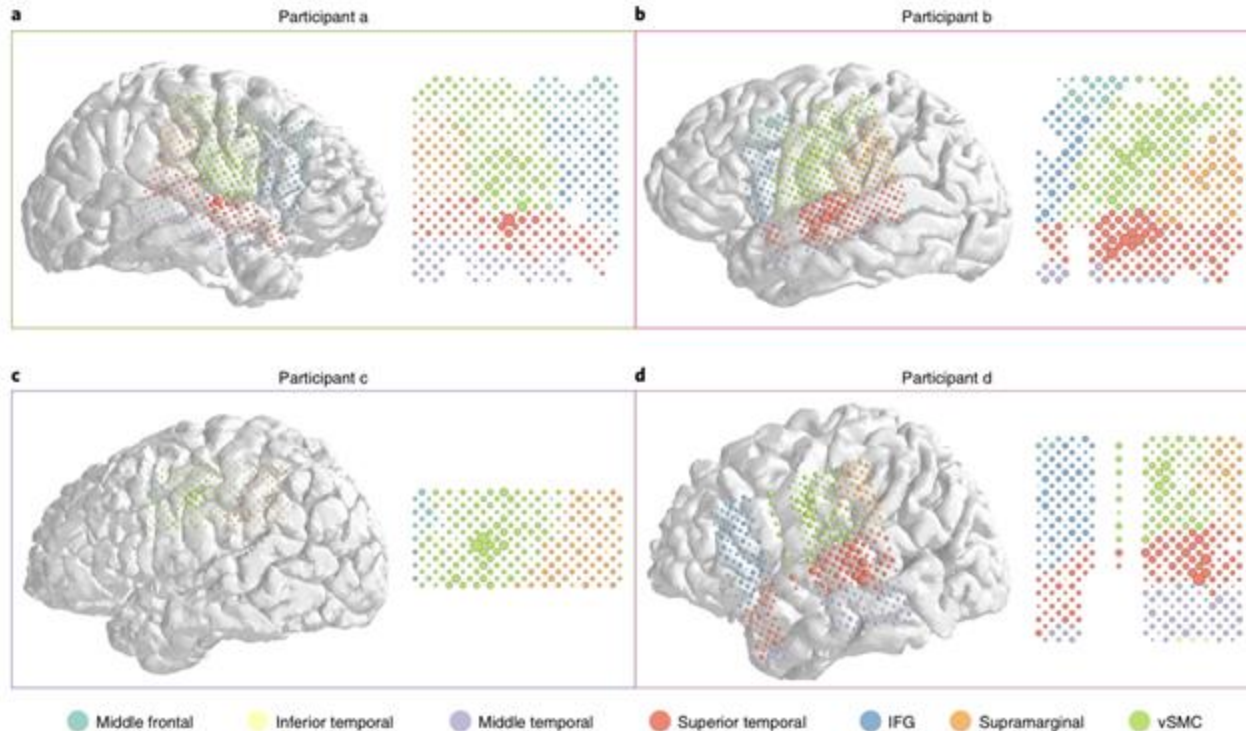 a Participant a
b Participant b
c Participant c
d Participant d
Middle frontal Inferior temporal Middle temporal Superior temporal IFG Supramarginal vSMC